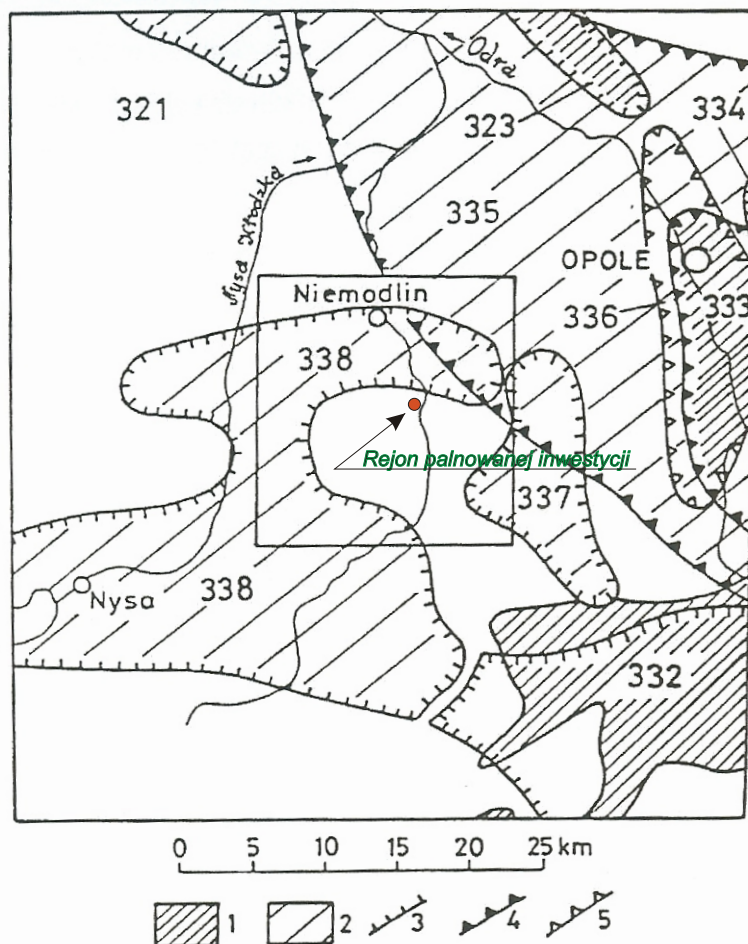 321
Odra
323
334
Nysa Kłodzka
335
OPOLE
336
333
Niemodlin
338
Rejon palnowanej inwestycji
337
338
Nysa
332
0 5 10 15 20 25 km
1 2 3 4 5